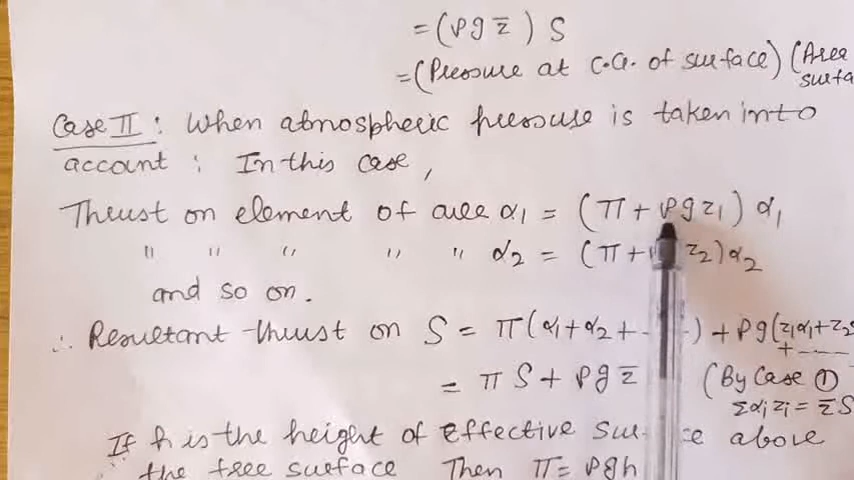 = (ρg z̄) S
= (Pressure at C.G. of surface) (Area surfa
Case II : When atmospheric pressure is taken into
account : In this case,
Thrust on element of area α₁ = (Π + ρg z₁) α₁
" " " " " α₂ = (Π + z₂) α₂
and so on.
∴ Resultant thrust on S = Π(α₁+α₂+ ) + ρg(z₁α₁+z₂
+ -----
= Π S + ρg z̄ (By Case ①
Σαᵢzᵢ = z̄S
If h is the height of effective sur ce above
the free surface Then Π = ρgh